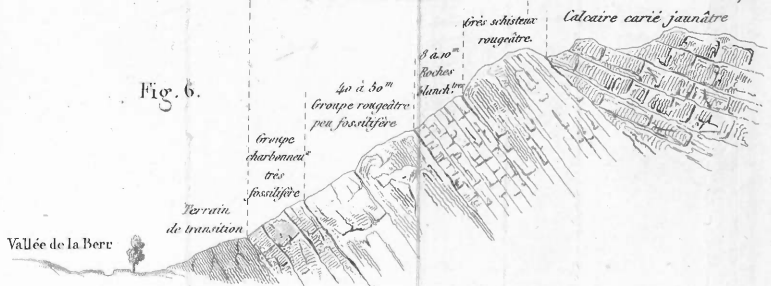 Grès schisteux
rougeâtre.
Calcaire carié jaunâtre
8 à 10m
Roches
blanch.tres
Fig. 6.
40 à 50m
Groupe rougeâtre
peu fossilifère
Groupe
charbonneux
très
fossilifère
Terrain
de transition
Vallée de la Berr